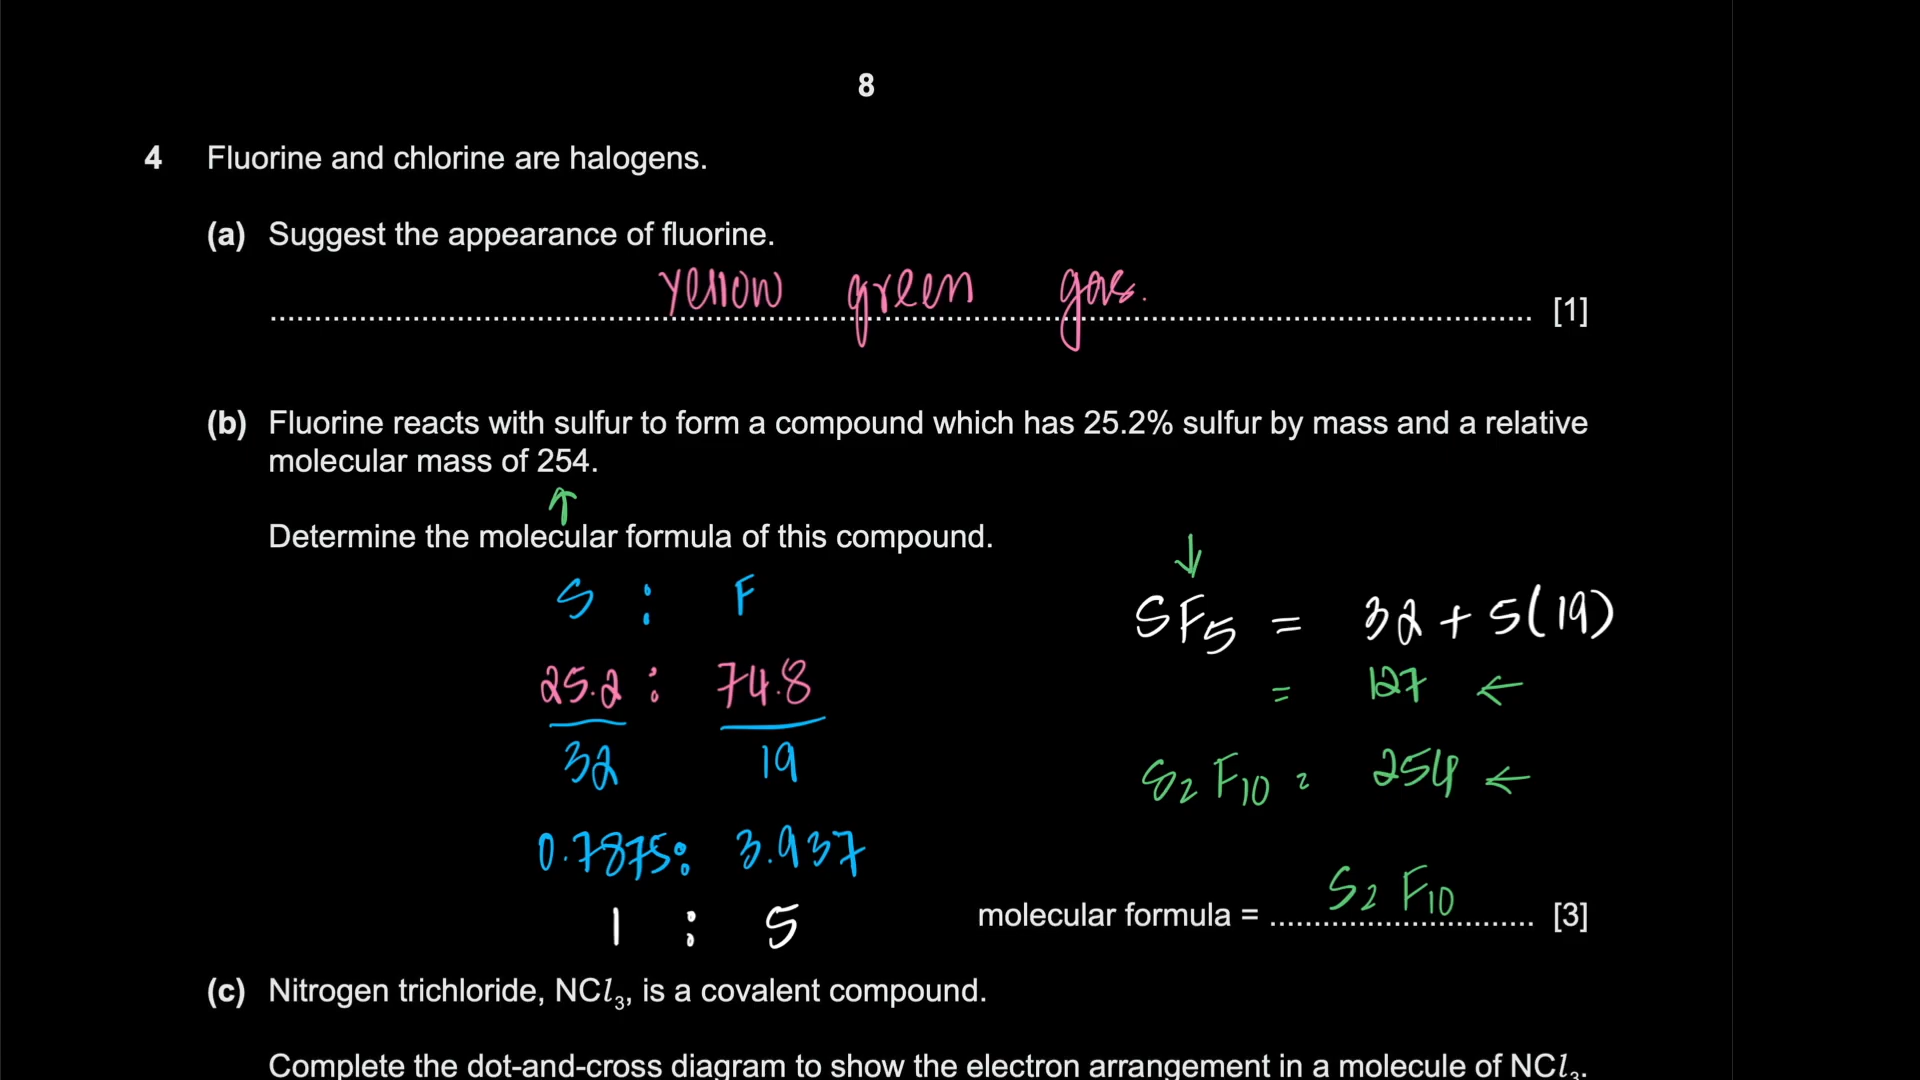 8
4 Fluorine and chlorine are halogens.
(a) Suggest the appearance of fluorine.
yellow green gas.
[1]
(b) Fluorine reacts with sulfur to form a compound which has 25.2% sulfur by mass and a relative
molecular mass of 254.
↑
Determine the molecular formula of this compound.
S : F
25.2 : 74.8
32 19
0.7875 : 3.937
1 : 5
↓
SF₅ = 32 + 5(19)
= 127 ←
S₂F₁₀ = 254 ←
molecular formula = S₂F₁₀ [3]
(c) Nitrogen trichloride, NCl₃, is a covalent compound.
Complete the dot-and-cross diagram to show the electron arrangement in a molecule of NCl₃.